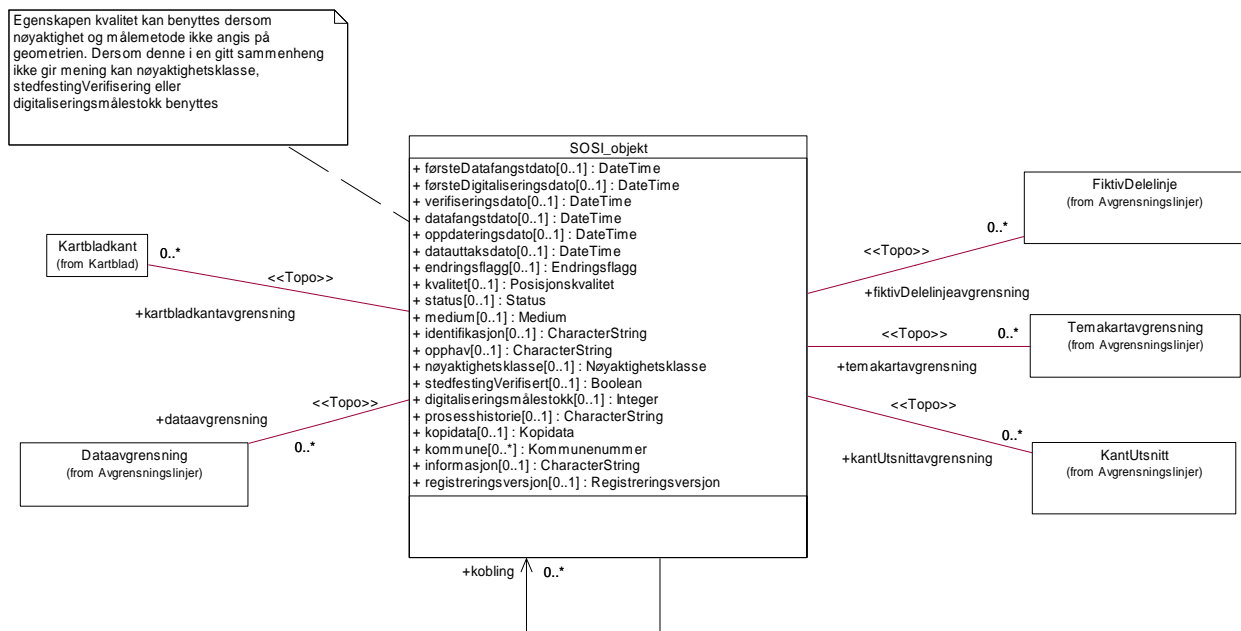 Egenskapen kvalitet kan benyttes dersom
nøyaktighet og målemetode ikke angis på
geometrien. Dersom denne i en gitt sammenheng
ikke gir mening kan nøyaktighetsklasse,
stedfestingVerifisering eller
digitaliseringsmålestokk benyttes
SOSI_objekt
+ førsteDatafangstdato[0..1] : DateTime
+førsteDigitaliseringsdato[0..1] : DateTime
+ verifiseringsdato[0..1] : DateTime
+ datafangstdato[0..1] : DateTime
+ oppdateringsdato[0..1] : DateTime
+ datauttaksdato[0..1] : DateTime
+ endringsflagg[0..1] : Endringsflagg
+ kvalitet[0..1] : Posisjonskvalitet
+ status[0..1] : Status
+ medium[0..1] : Medium
+ identifikasjon[0..1] : CharacterString
+ opphav[0..1] : CharacterString
+ nøyaktighetsklasse[0..1] : Nøyaktighetsklasse
+ stedfestingVerifisert[0..1] : Boolean
+ digitaliseringsmålestokk[0..1] : Integer
+ prosesshistorie[0..1] : CharacterString
+ kopidata[0..1] : Kopidata
+ kommune[0..*] : Kommunenummer
+ informasjon[0..1] : CharacterString
+ registreringsversjon[0..1] : Registreringsversjon
Kartbladkant
(from Kartblad)
0..*
<<Topo>>
+kartbladkantavgrensning
<<Topo>>
+dataavgrensning
0..*
Dataavgrensning
(from Avgrensningslinjer)
FiktivDelelinje
(from Avgrensningslinjer)
0..*
<<Topo>>
+fiktivDelelinjeavgrensning
<<Topo>>
0..*
+temakartavgrensning
Temakartavgrensning
(from Avgrensningslinjer)
<<Topo>>
0..*
+kantUtsnittavgrensning
KantUtsnitt
(from Avgrensningslinjer)
+kobling
0..*